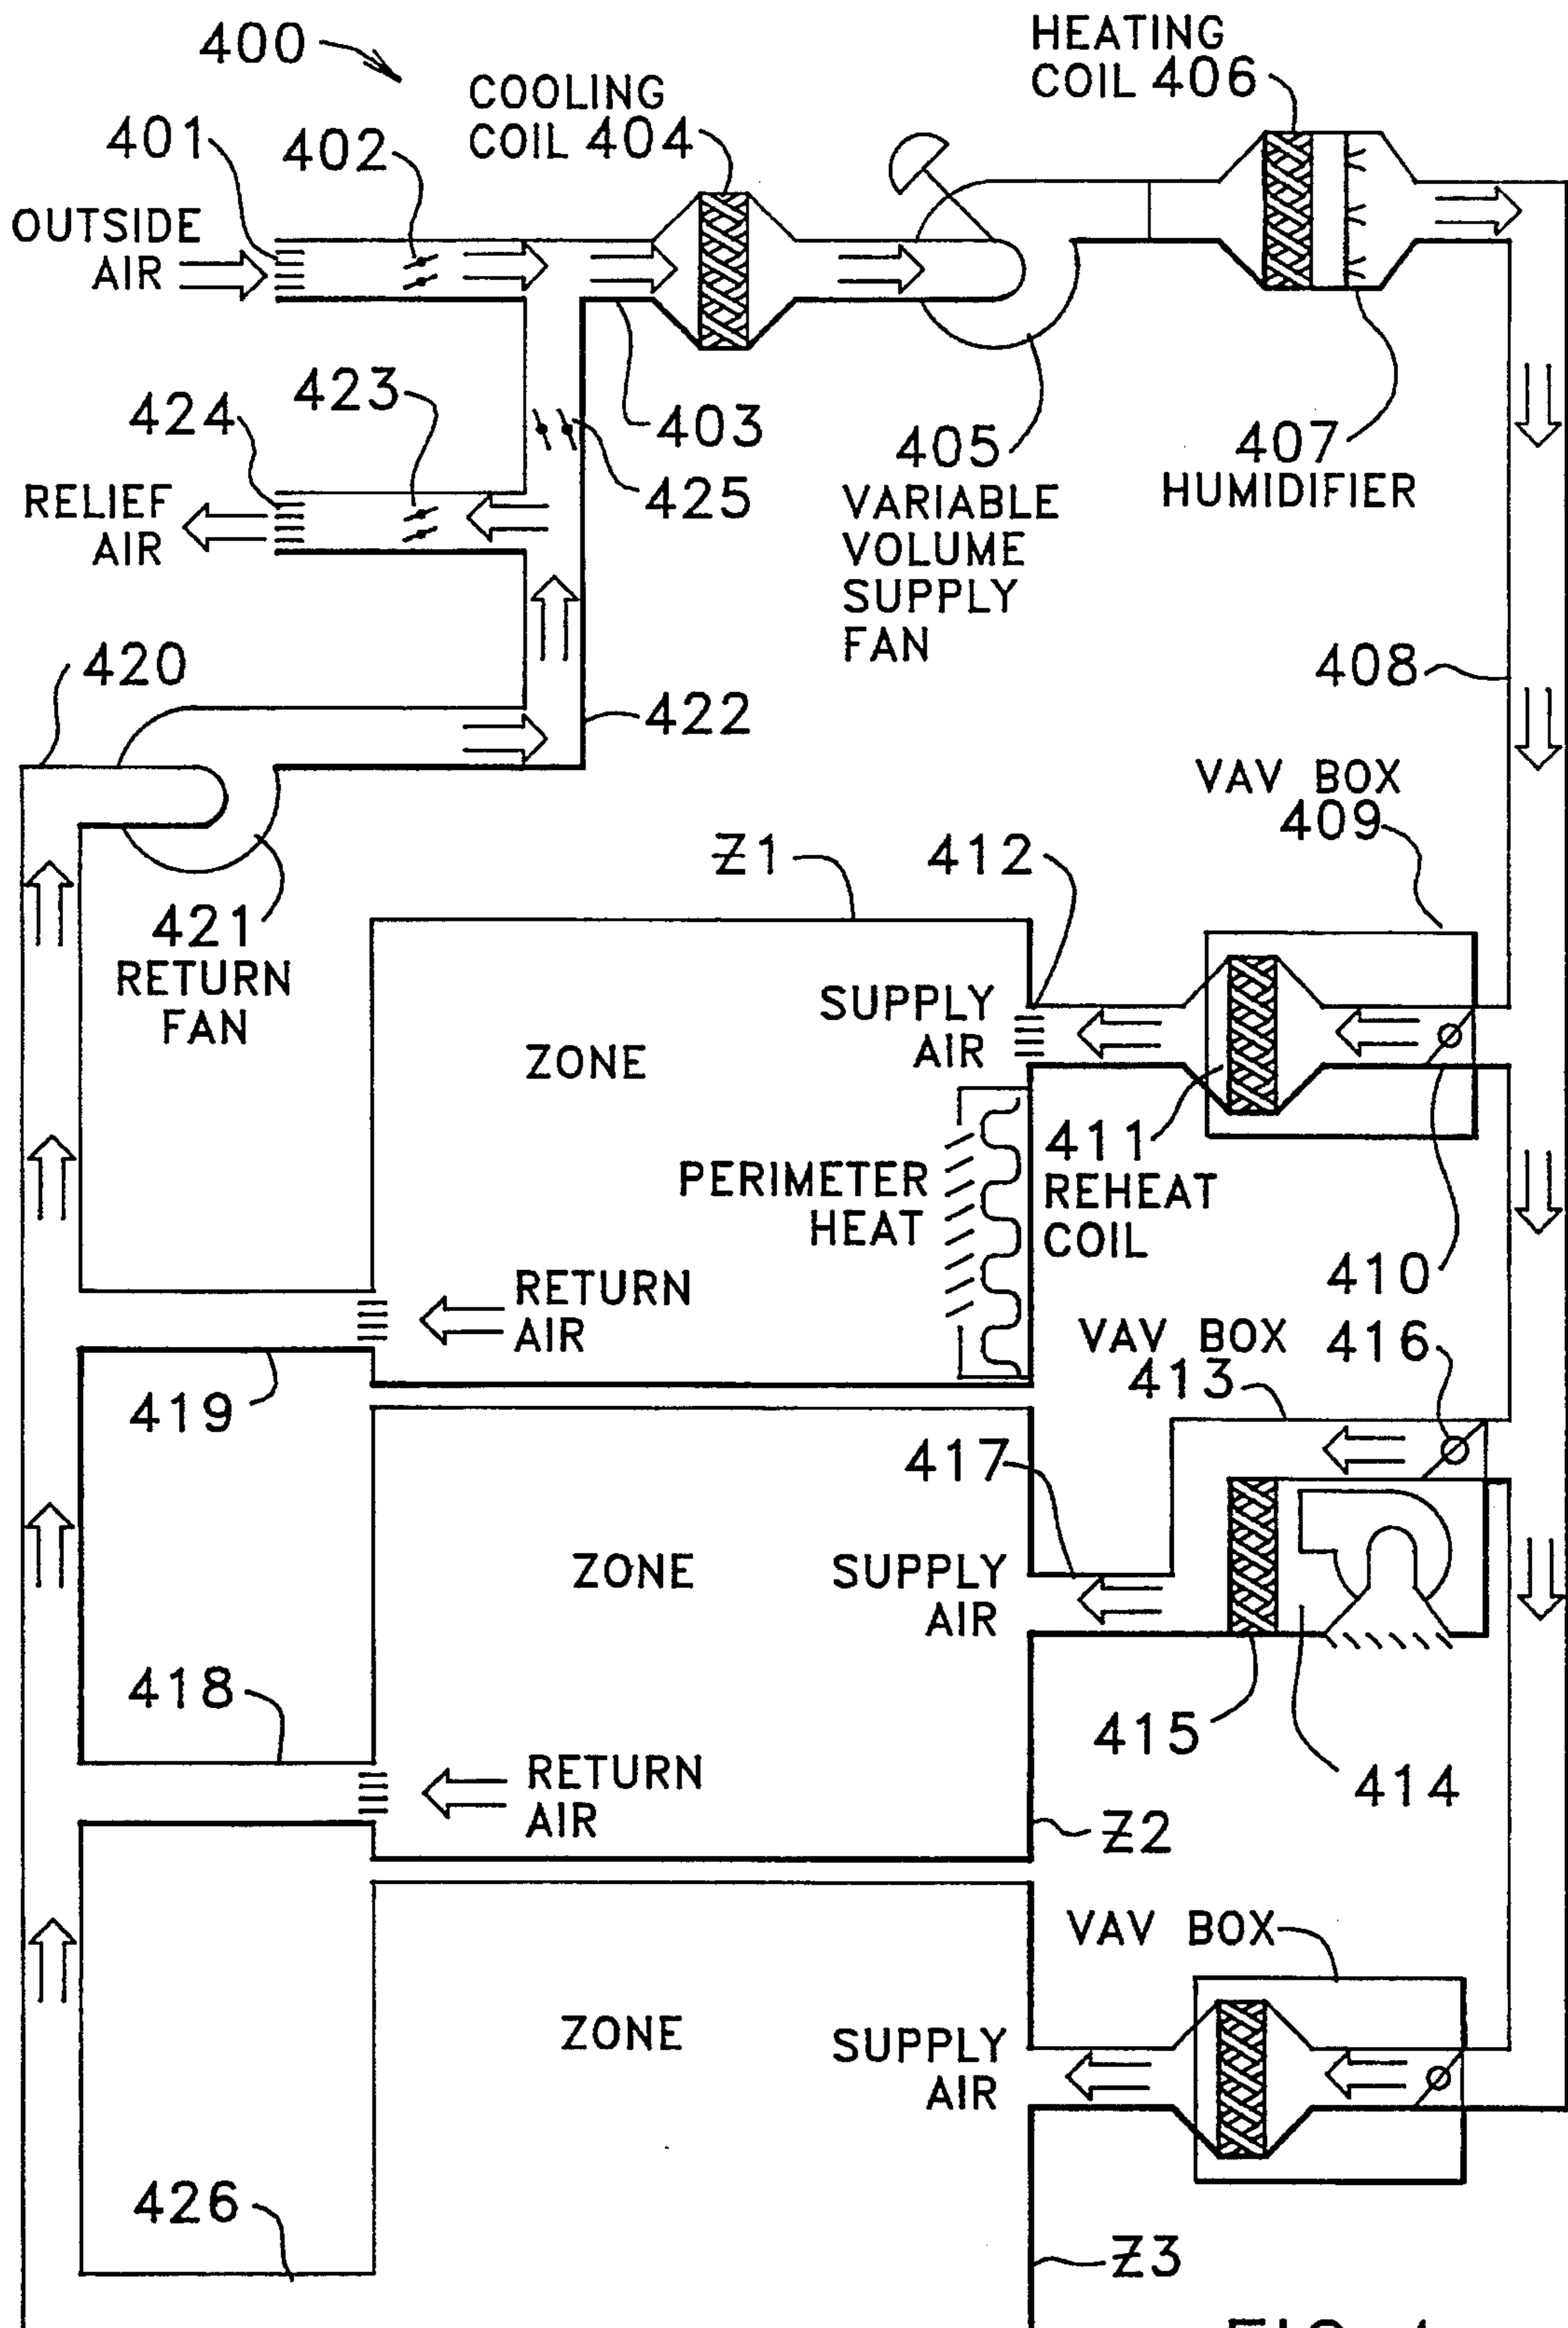 400
HEATING
COIL 406
COOLING
COIL 404
401
402
OUTSIDE
AIR
424
423
403
425
405
VARIABLE
VOLUME
SUPPLY
FAN
407
HUMIDIFIER
RELIEF
AIR
420
422
408
VAV BOX
409
421
RETURN
FAN
Z1
412
SUPPLY
AIR
ZONE
411
REHEAT
COIL
PERIMETER
HEAT
410
RETURN
AIR
VAV BOX
413
416
419
417
ZONE
SUPPLY
AIR
418
415
414
RETURN
AIR
Z2
VAV BOX
ZONE
SUPPLY
AIR
426
Z3